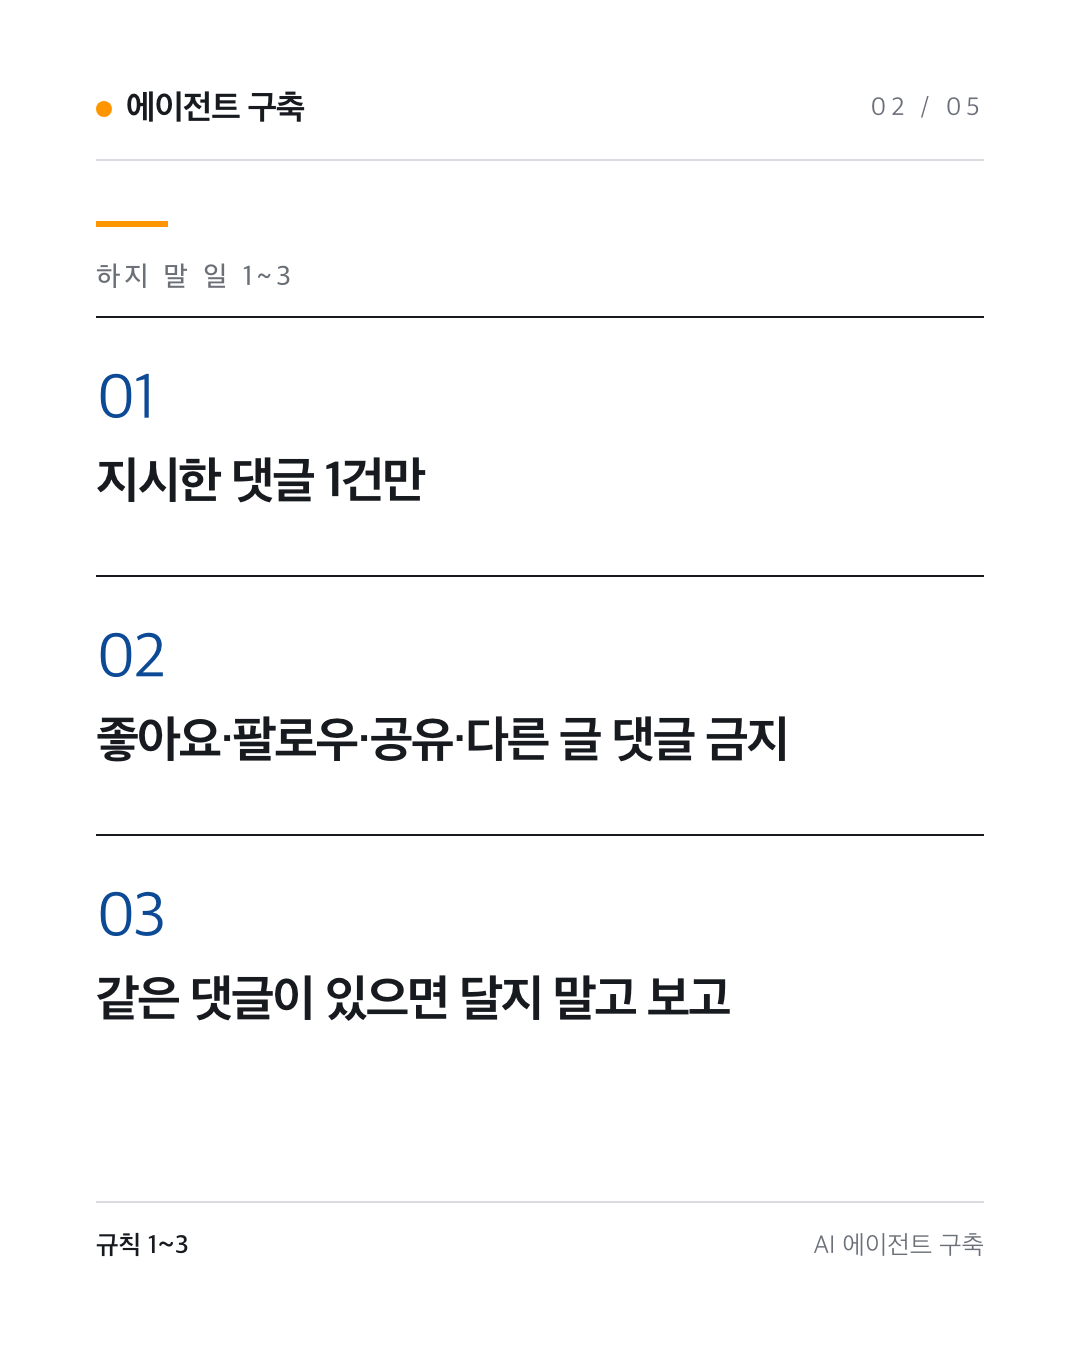 에이전트 구축
02 / 05
하지 말 일 1~3
01
지시한 댓글 1건만
02
좋아요·팔로우·공유·다른 글 댓글 금지
03
같은 댓글이 있으면 달지 말고 보고
규칙 1~3
AI 에이전트 구축